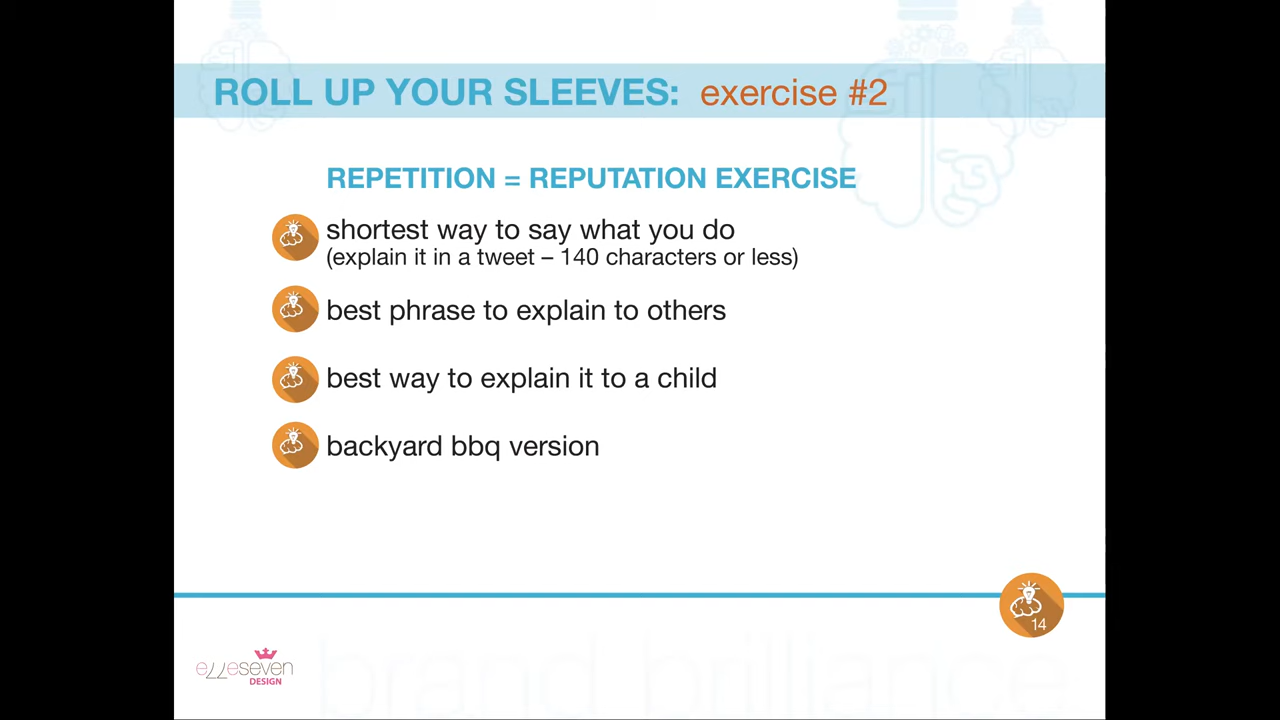 ROLL UP YOUR SLEEVES: exercise #2
REPETITION = REPUTATION EXERCISE
shortest way to say what you do
(explain it in a tweet – 140 characters or less)
best phrase to explain to others
best way to explain it to a child
backyard bbq version
14
elleseven
DESIGN
brand brilliance